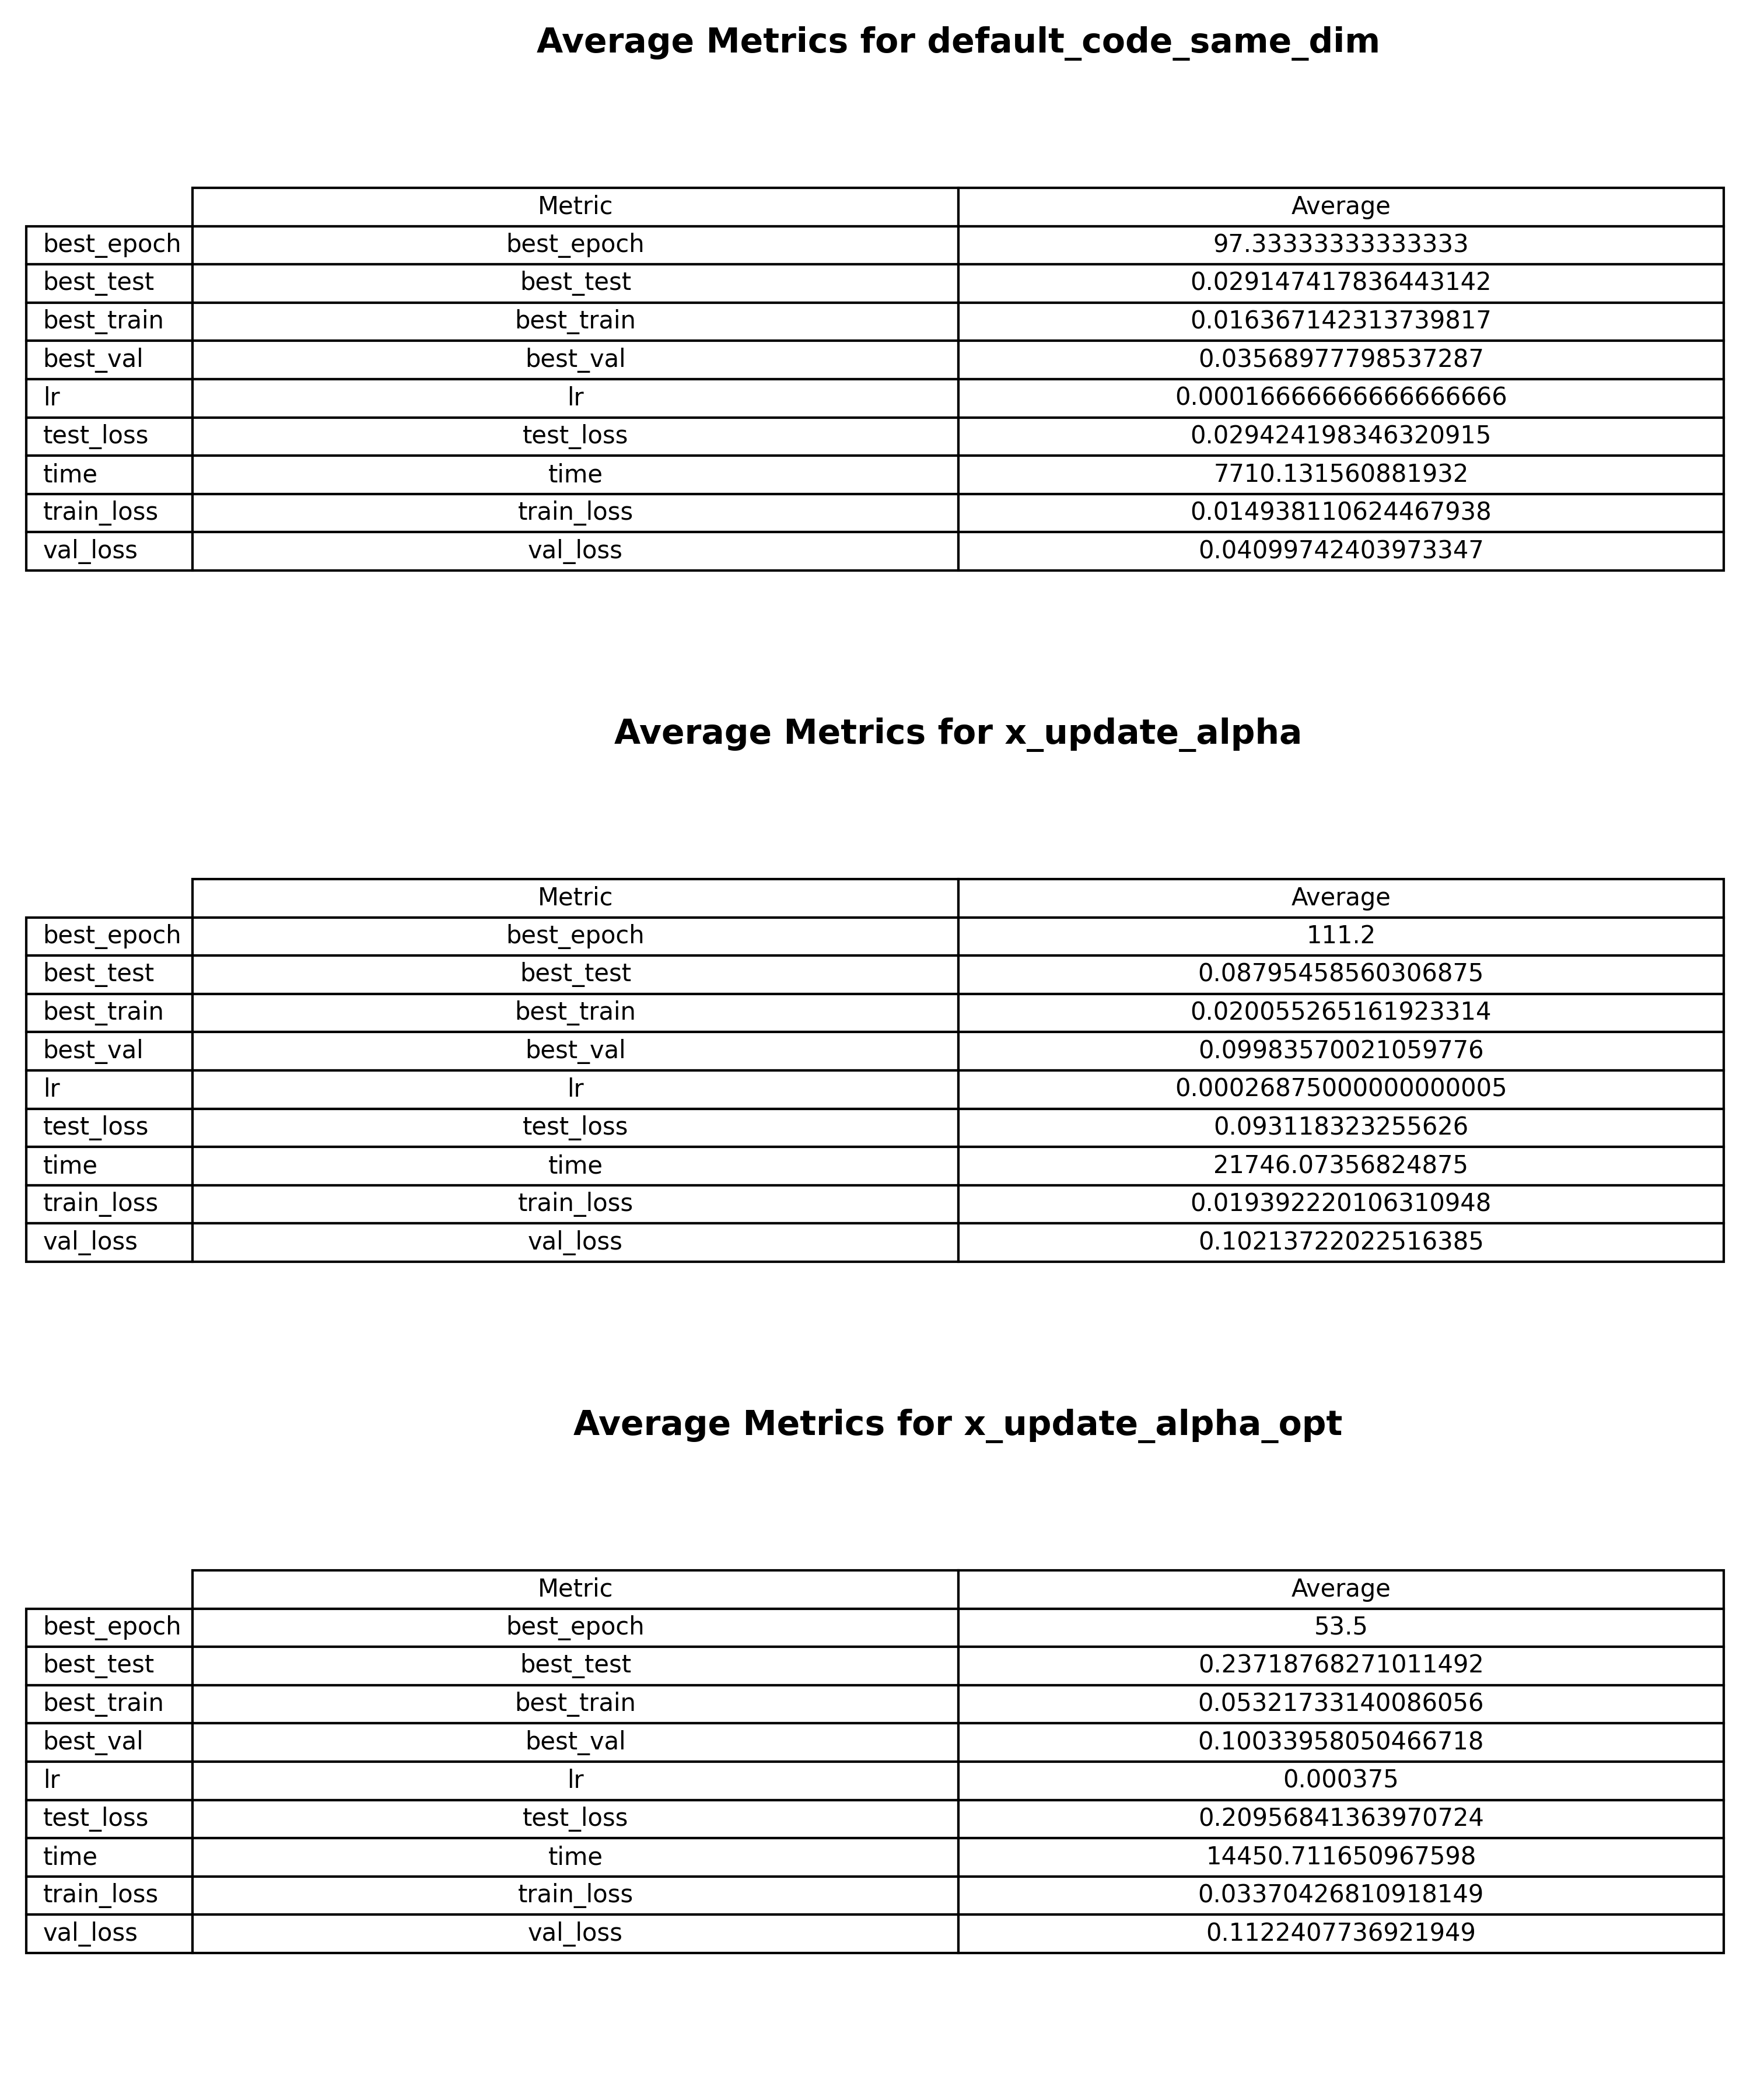 Average Metrics for default_code_same_dim
Metric Average
best_epoch best_epoch 97.33333333333333
best_test best_test 0.029147417836443142
best_train best_train 0.016367142313739817
best_val best_val 0.03568977798537287
lr lr 0.00016666666666666666
test_loss test_loss 0.029424198346320915
time time 7710.131560881932
train_loss train_loss 0.014938110624467938
val_loss val_loss 0.04099742403973347
Average Metrics for x_update_alpha
Metric Average
best_epoch best_epoch 111.2
best_test best_test 0.08795458560306875
best_train best_train 0.020055265161923314
best_val best_val 0.09983570021059776
lr lr 0.00026875000000000005
test_loss test_loss 0.093118323255626
time time 21746.07356824875
train_loss train_loss 0.019392220106310948
val_loss val_loss 0.10213722022516385
Average Metrics for x_update_alpha_opt
Metric Average
best_epoch best_epoch 53.5
best_test best_test 0.23718768271011492
best_train best_train 0.05321733140086056
best_val best_val 0.10033958050466718
lr lr 0.000375
test_loss test_loss 0.20956841363970724
time time 14450.711650967598
train_loss train_loss 0.03370426810918149
val_loss val_loss 0.1122407736921949